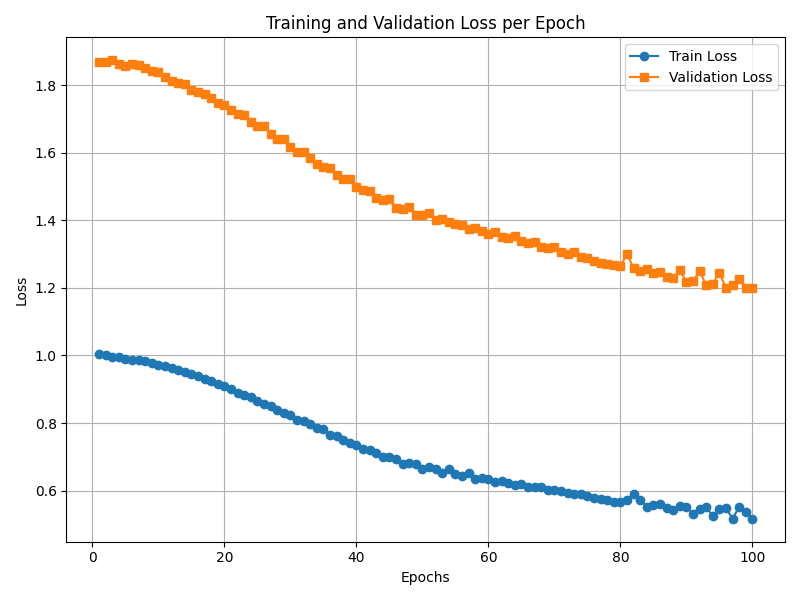 Training and Validation Loss per Epoch
Train Loss
Validation Loss
Loss
1.8
1.6
1.4
1.2
1.0
0.8
0.6
0 20 40 60 80 100
Epochs